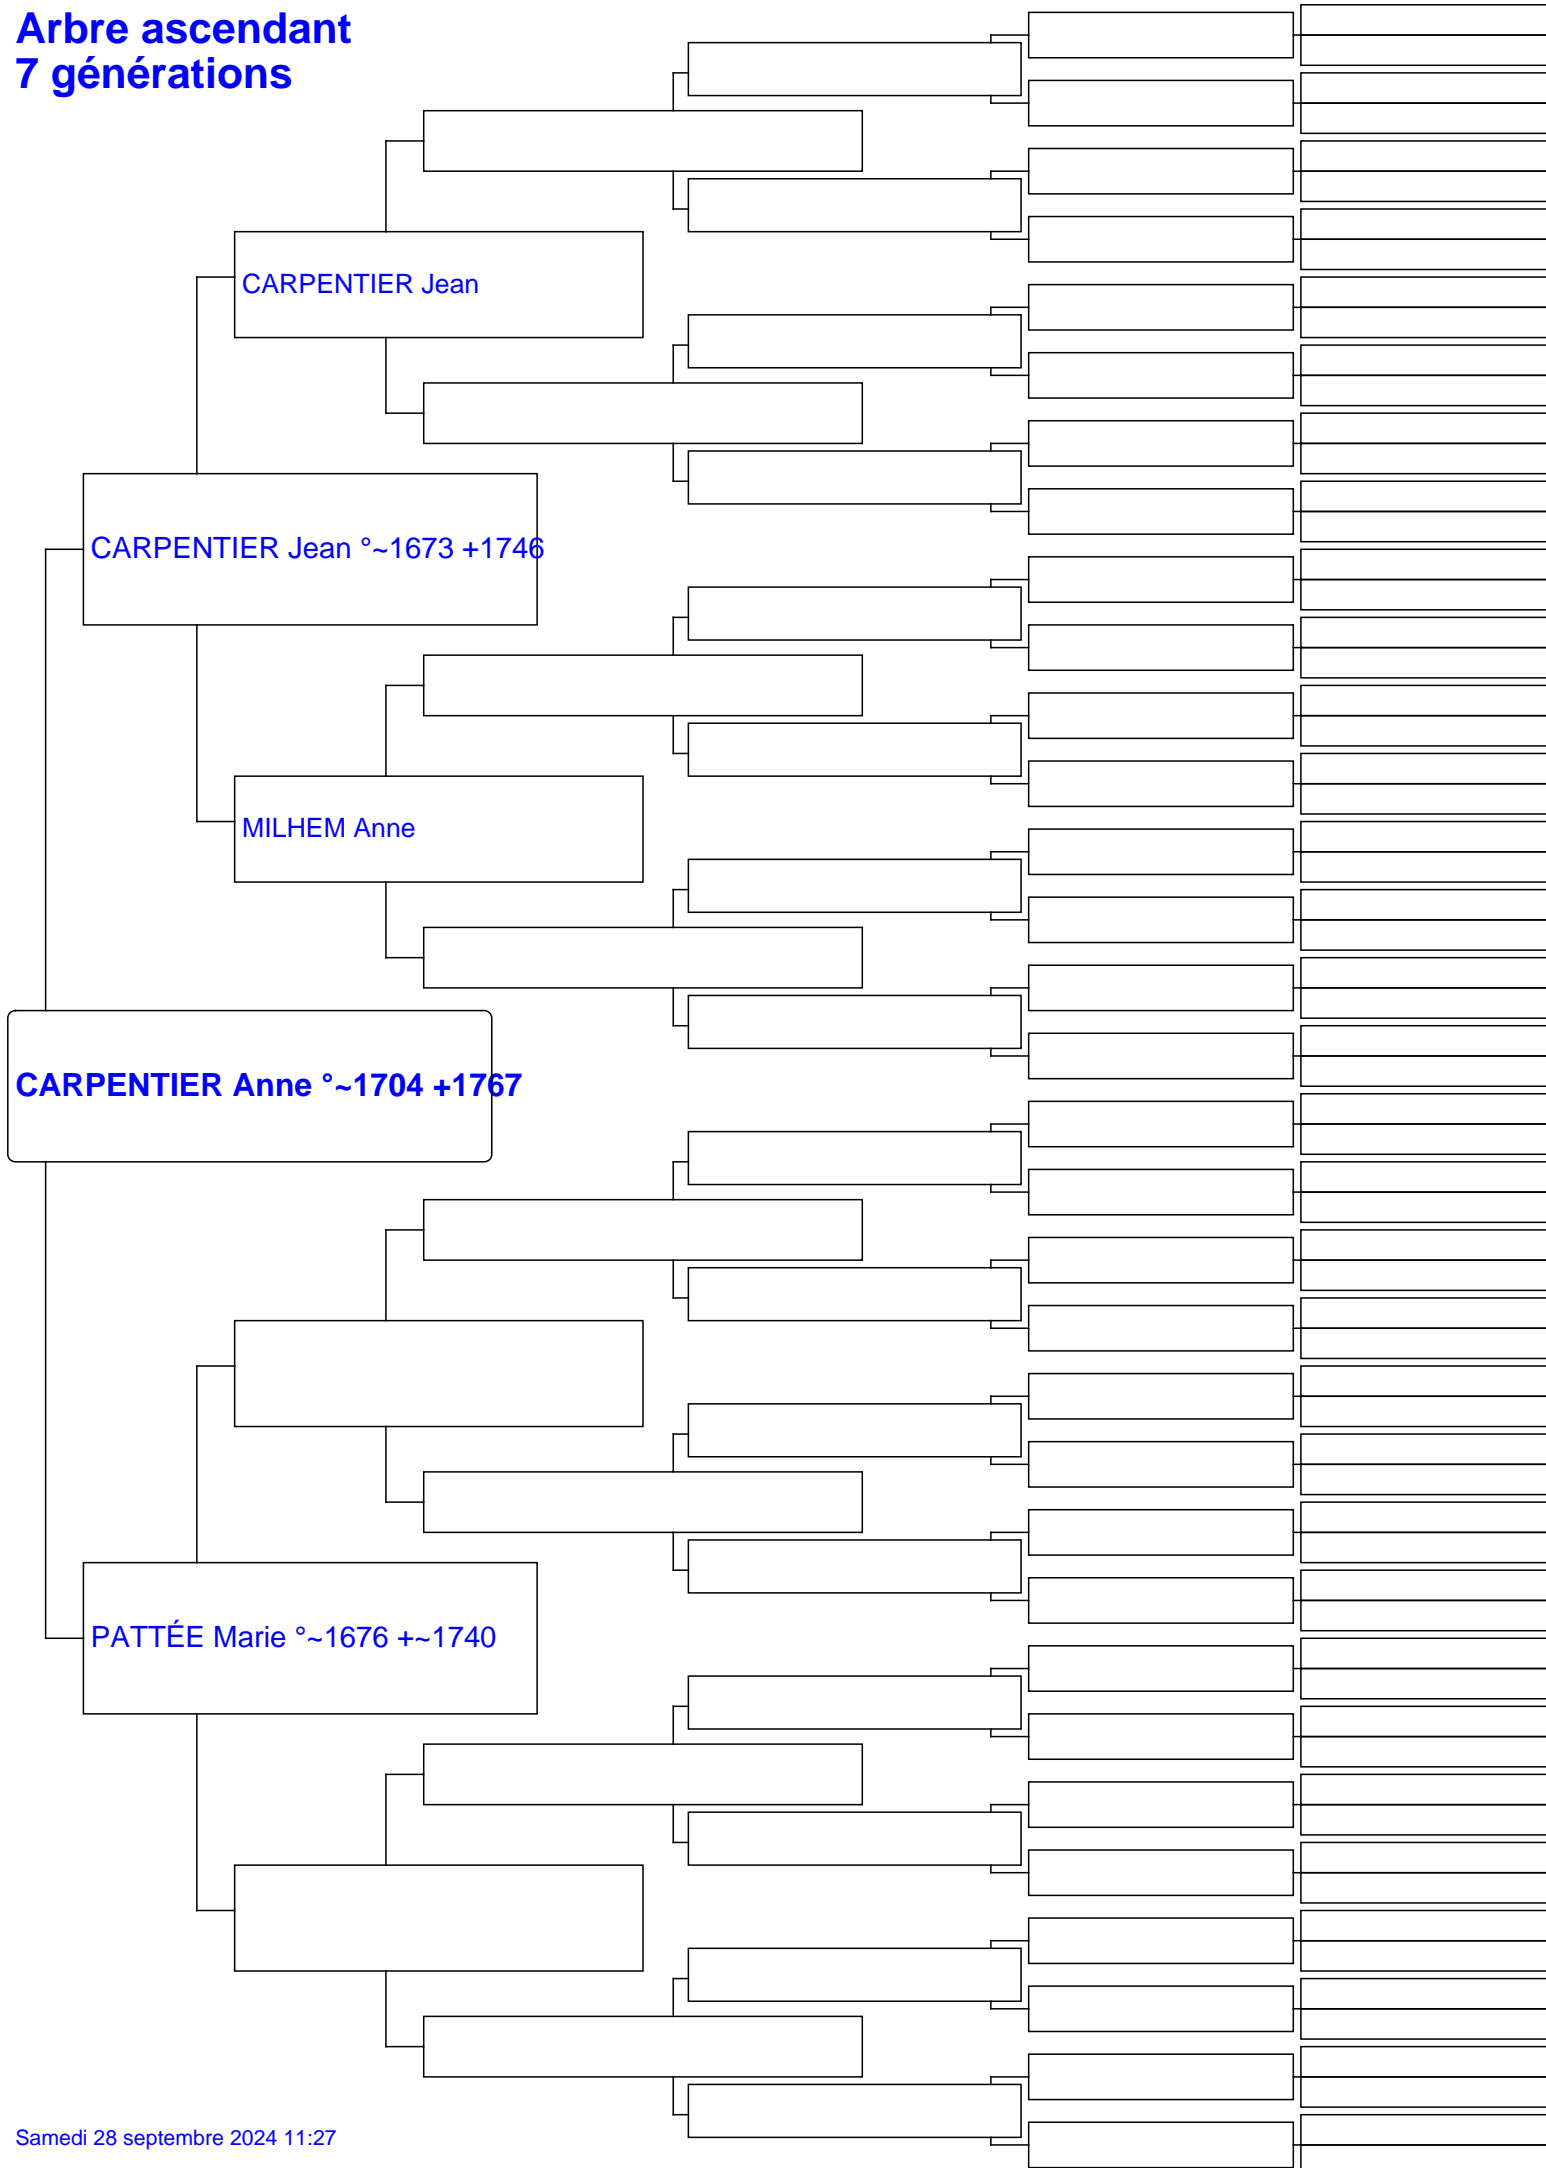 Arbre ascendant
7 générations
CARPENTIER Jean
CARPENTIER Jean °~1673 +1746
MILHEM Anne
CARPENTIER Anne °~1704 +1767
PATTÉE Marie °~1676 +~1740
Samedi 28 septembre 2024 11:27